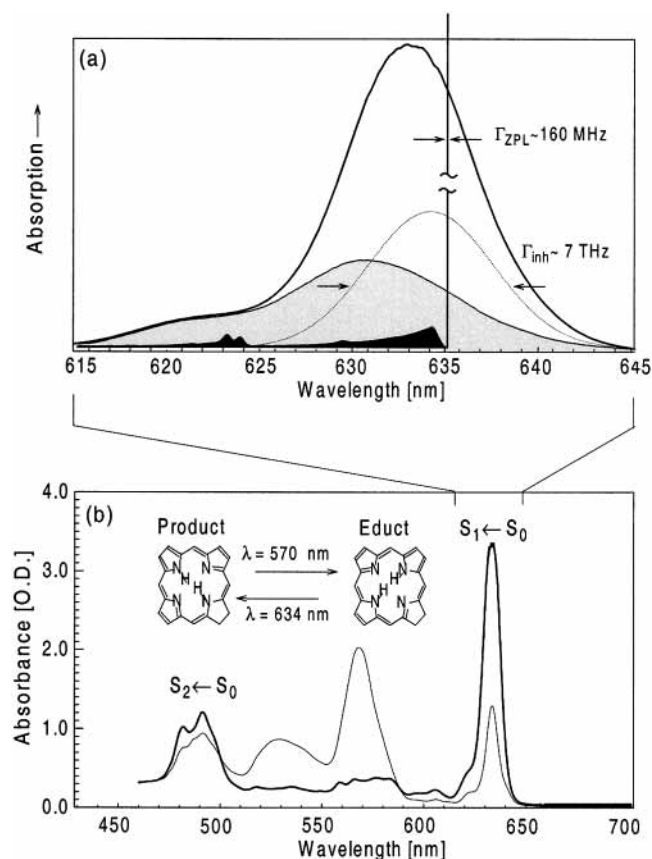 (a)
Absorption →
Γ_ZPL~160 MHz
Γ_inh~ 7 THz
615 620 625 630 635 640 645
Wavelength [nm]
(b)
4.0
3.0
2.0
1.0
0.0
Absorbance [O.D.]
Product
Educt
λ = 570 nm
λ = 634 nm
N N H H N N
N N H H N N
S₁←S₀
S₂←S₀
450 500 550 600 650 700
Wavelength [nm]